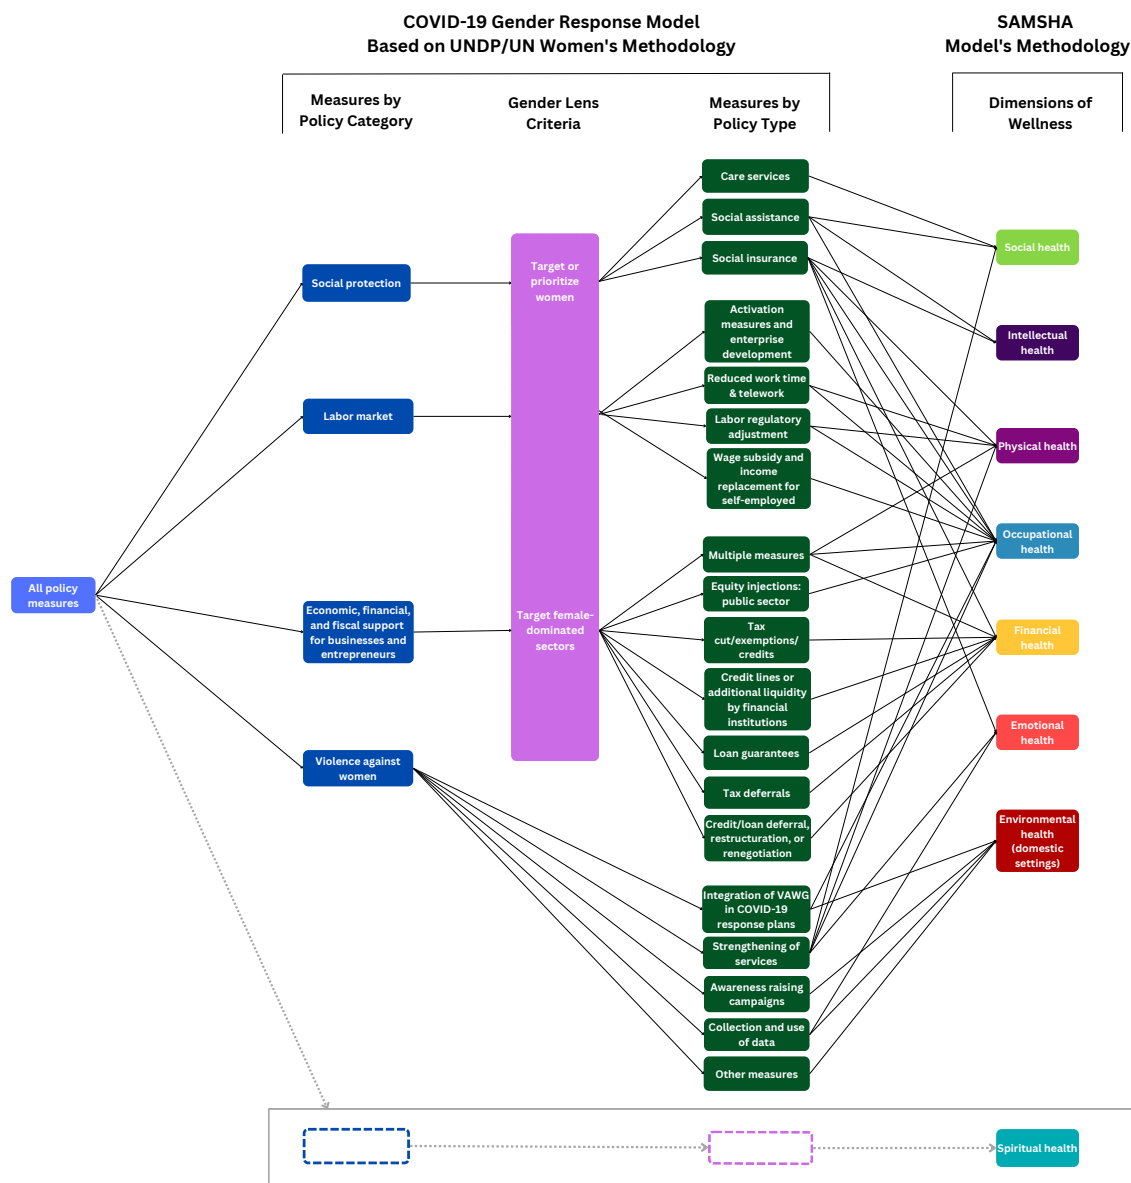 COVID-19 Gender Response Model
Based on UNDP/UN Women's Methodology
SAMSHA
Model's Methodology
Measures by
Policy Category
Gender Lens
Criteria
Measures by
Policy Type
Dimensions of
Wellness
All policy
measures
Social protection
Labor market
Economic, financial,
and fiscal support
for businesses and
entrepreneurs
Violence against
women
Target or
prioritize
women
Target female-
dominated
sectors
Care services
Social assistance
Social insurance
Activation
measures and
enterprise
development
Reduced work time
& telework
Labor regulatory
adjustment
Wage subsidy and
income
replacement for
self-employed
Multiple measures
Equity injections:
public sector
Tax
cut/exemptions/
credits
Credit lines or
additional liquidity
by financial
institutions
Loan guarantees
Tax deferrals
Credit/loan deferral,
restructuration, or
renegotiation
Integration of VAWG
in COVID-19
response plans
Strengthening of
services
Awareness raising
campaigns
Collection and use
of data
Other measures
Social health
Intellectual
health
Physical health
Occupational
health
Financial
health
Emotional
health
Environmental
health
(domestic
settings)
Spiritual health